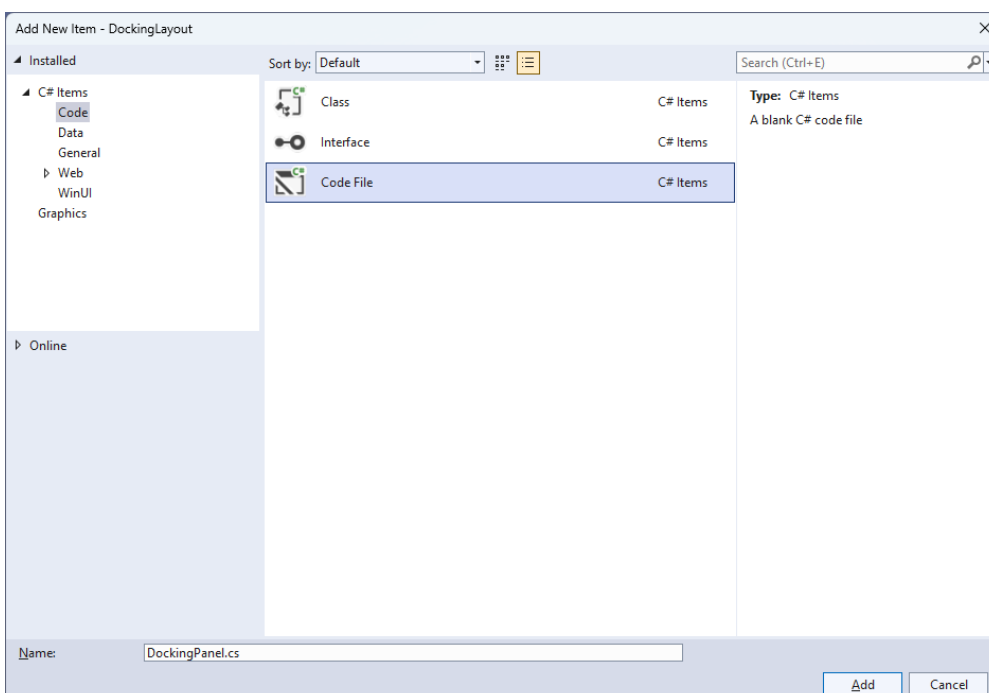 Add New Item - DockingLayout
Installed
Sort by: Default
Search (Ctrl+E)
C# Items
Code
Data
General
Web
WinUI
Graphics
Online
Class C# Items
Interface C# Items
Code File C# Items
Type: C# Items
A blank C# code file
Name: DockingPanel.cs
Add Cancel